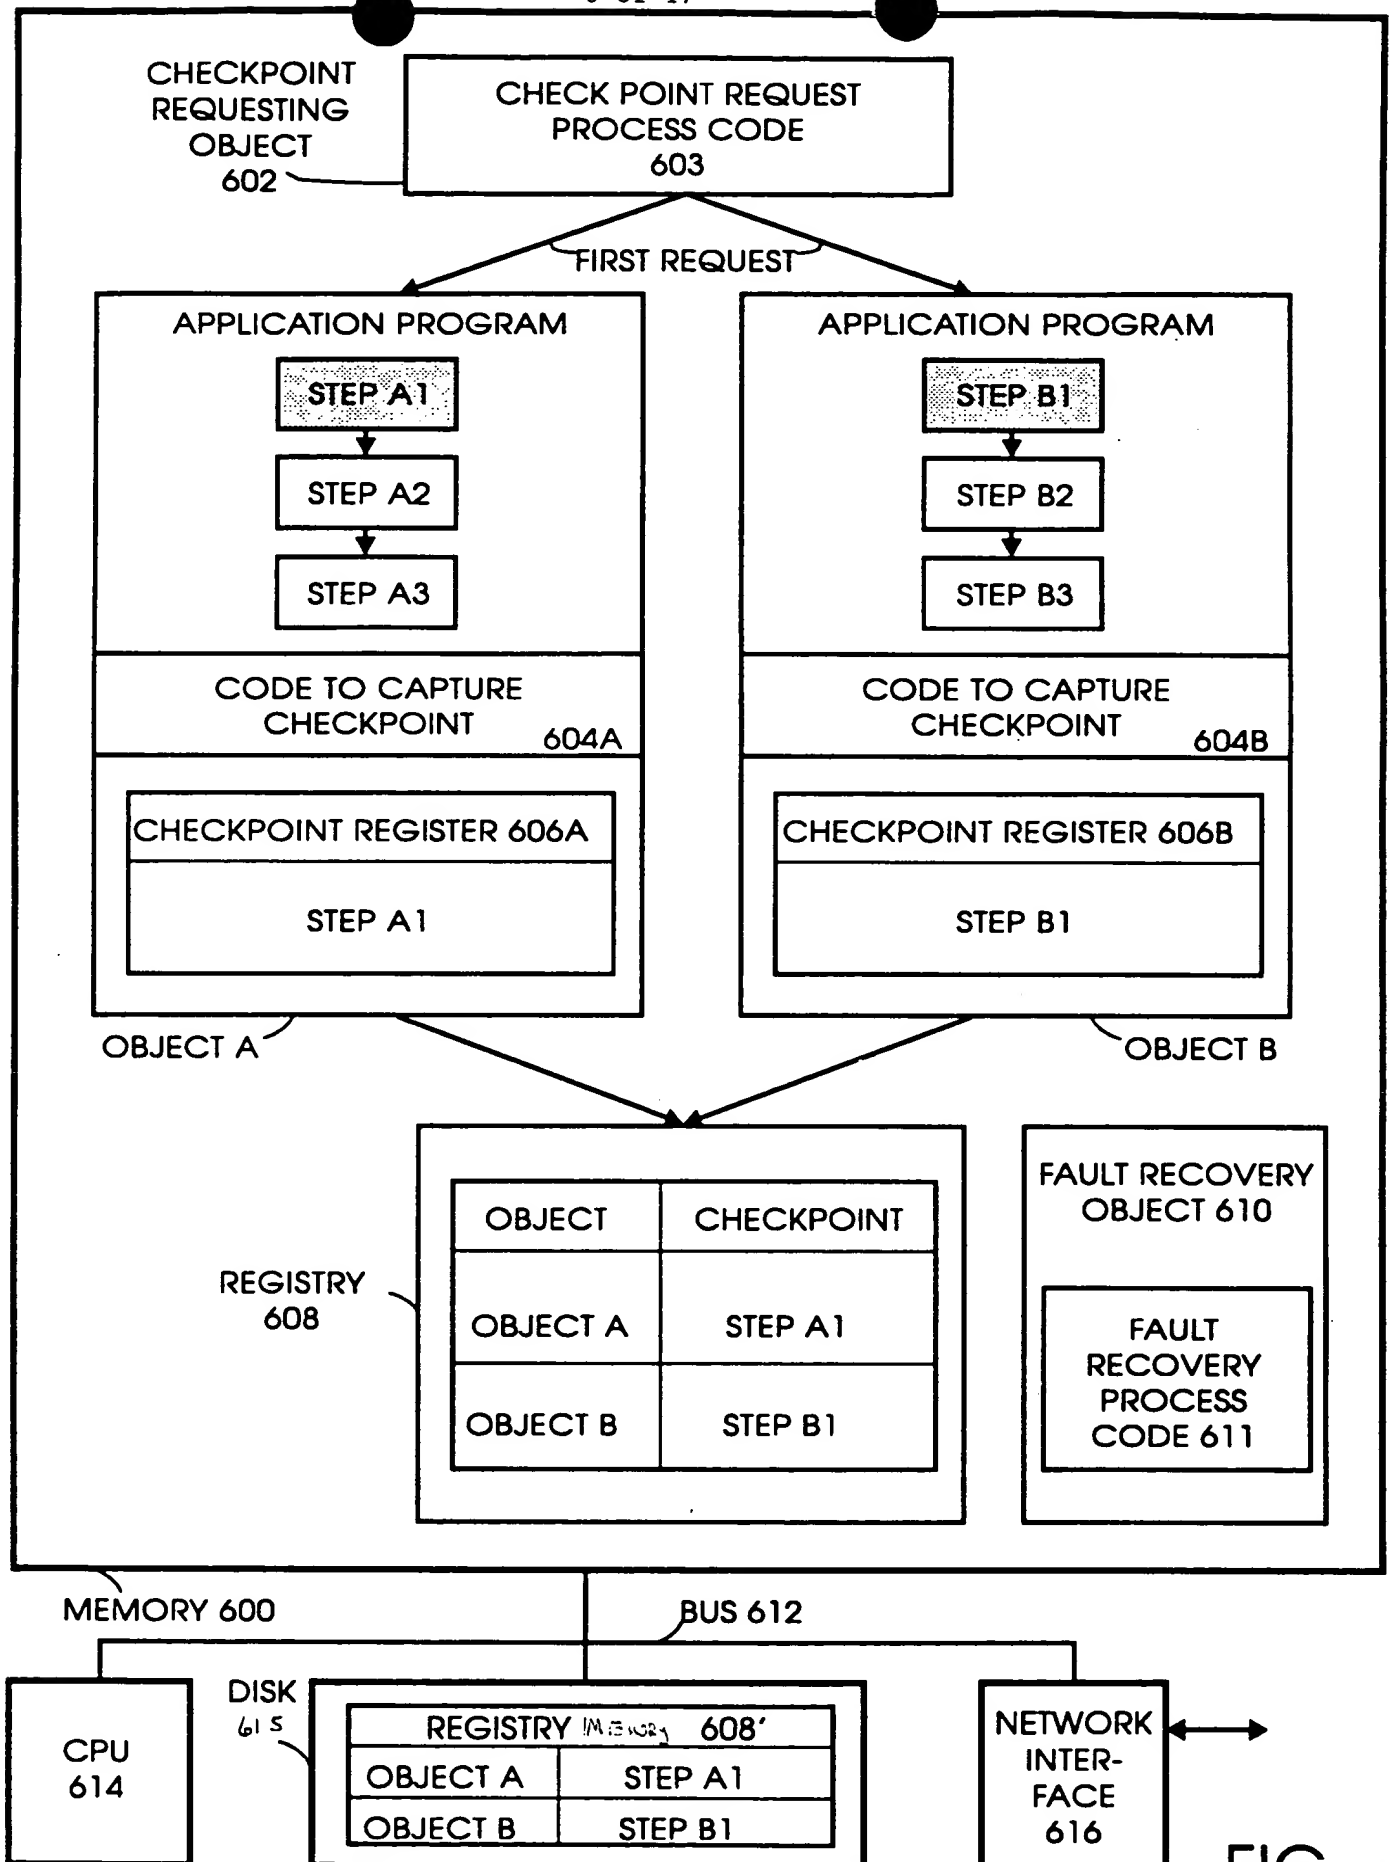 CHECKPOINT
REQUESTING
OBJECT
602
CHECK POINT REQUEST
PROCESS CODE
603
FIRST REQUEST
APPLICATION PROGRAM
STEP A1
STEP A2
STEP A3
CODE TO CAPTURE
CHECKPOINT
604A
CHECKPOINT REGISTER 606A
STEP A1
OBJECT A
APPLICATION PROGRAM
STEP B1
STEP B2
STEP B3
CODE TO CAPTURE
CHECKPOINT
604B
CHECKPOINT REGISTER 606B
STEP B1
OBJECT B
REGISTRY
608
OBJECT CHECKPOINT
OBJECT A STEP A1
OBJECT B STEP B1
FAULT RECOVERY
OBJECT 610
FAULT
RECOVERY
PROCESS
CODE 611
MEMORY 600
BUS 612
CPU
614
DISK
615
REGISTRY MEMORY 608'
OBJECT A STEP A1
OBJECT B STEP B1
NETWORK
INTER-
FACE
616
FIG